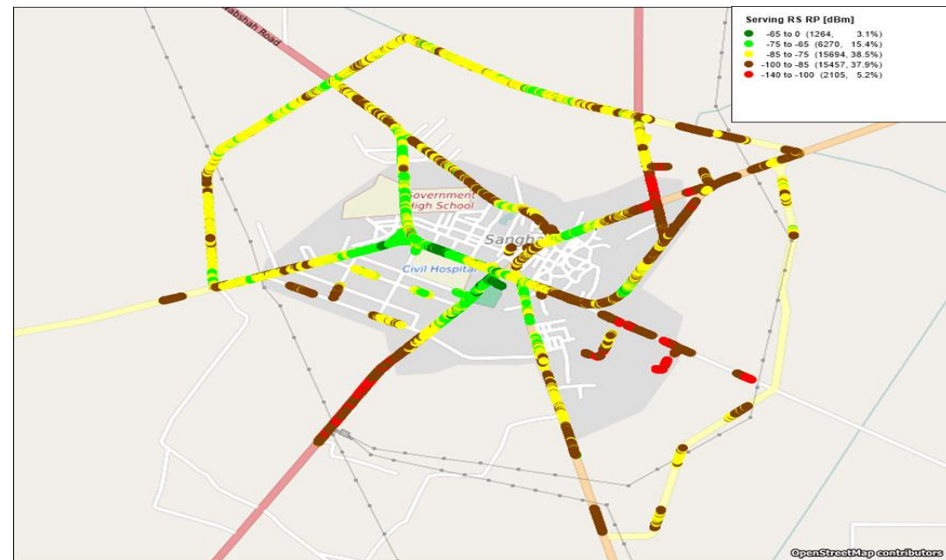 Serving RS RP [dBm]
-65 to 0 (1264, 3.1%)
-75 to -65 (6270, 15.4%)
-85 to -75 (15694, 38.5%)
-100 to -85 (15457, 37.9%)
-140 to -100 (2105, 5.2%)
Road
Government
High School
Civil Hospital
OpenStreetMap contributors